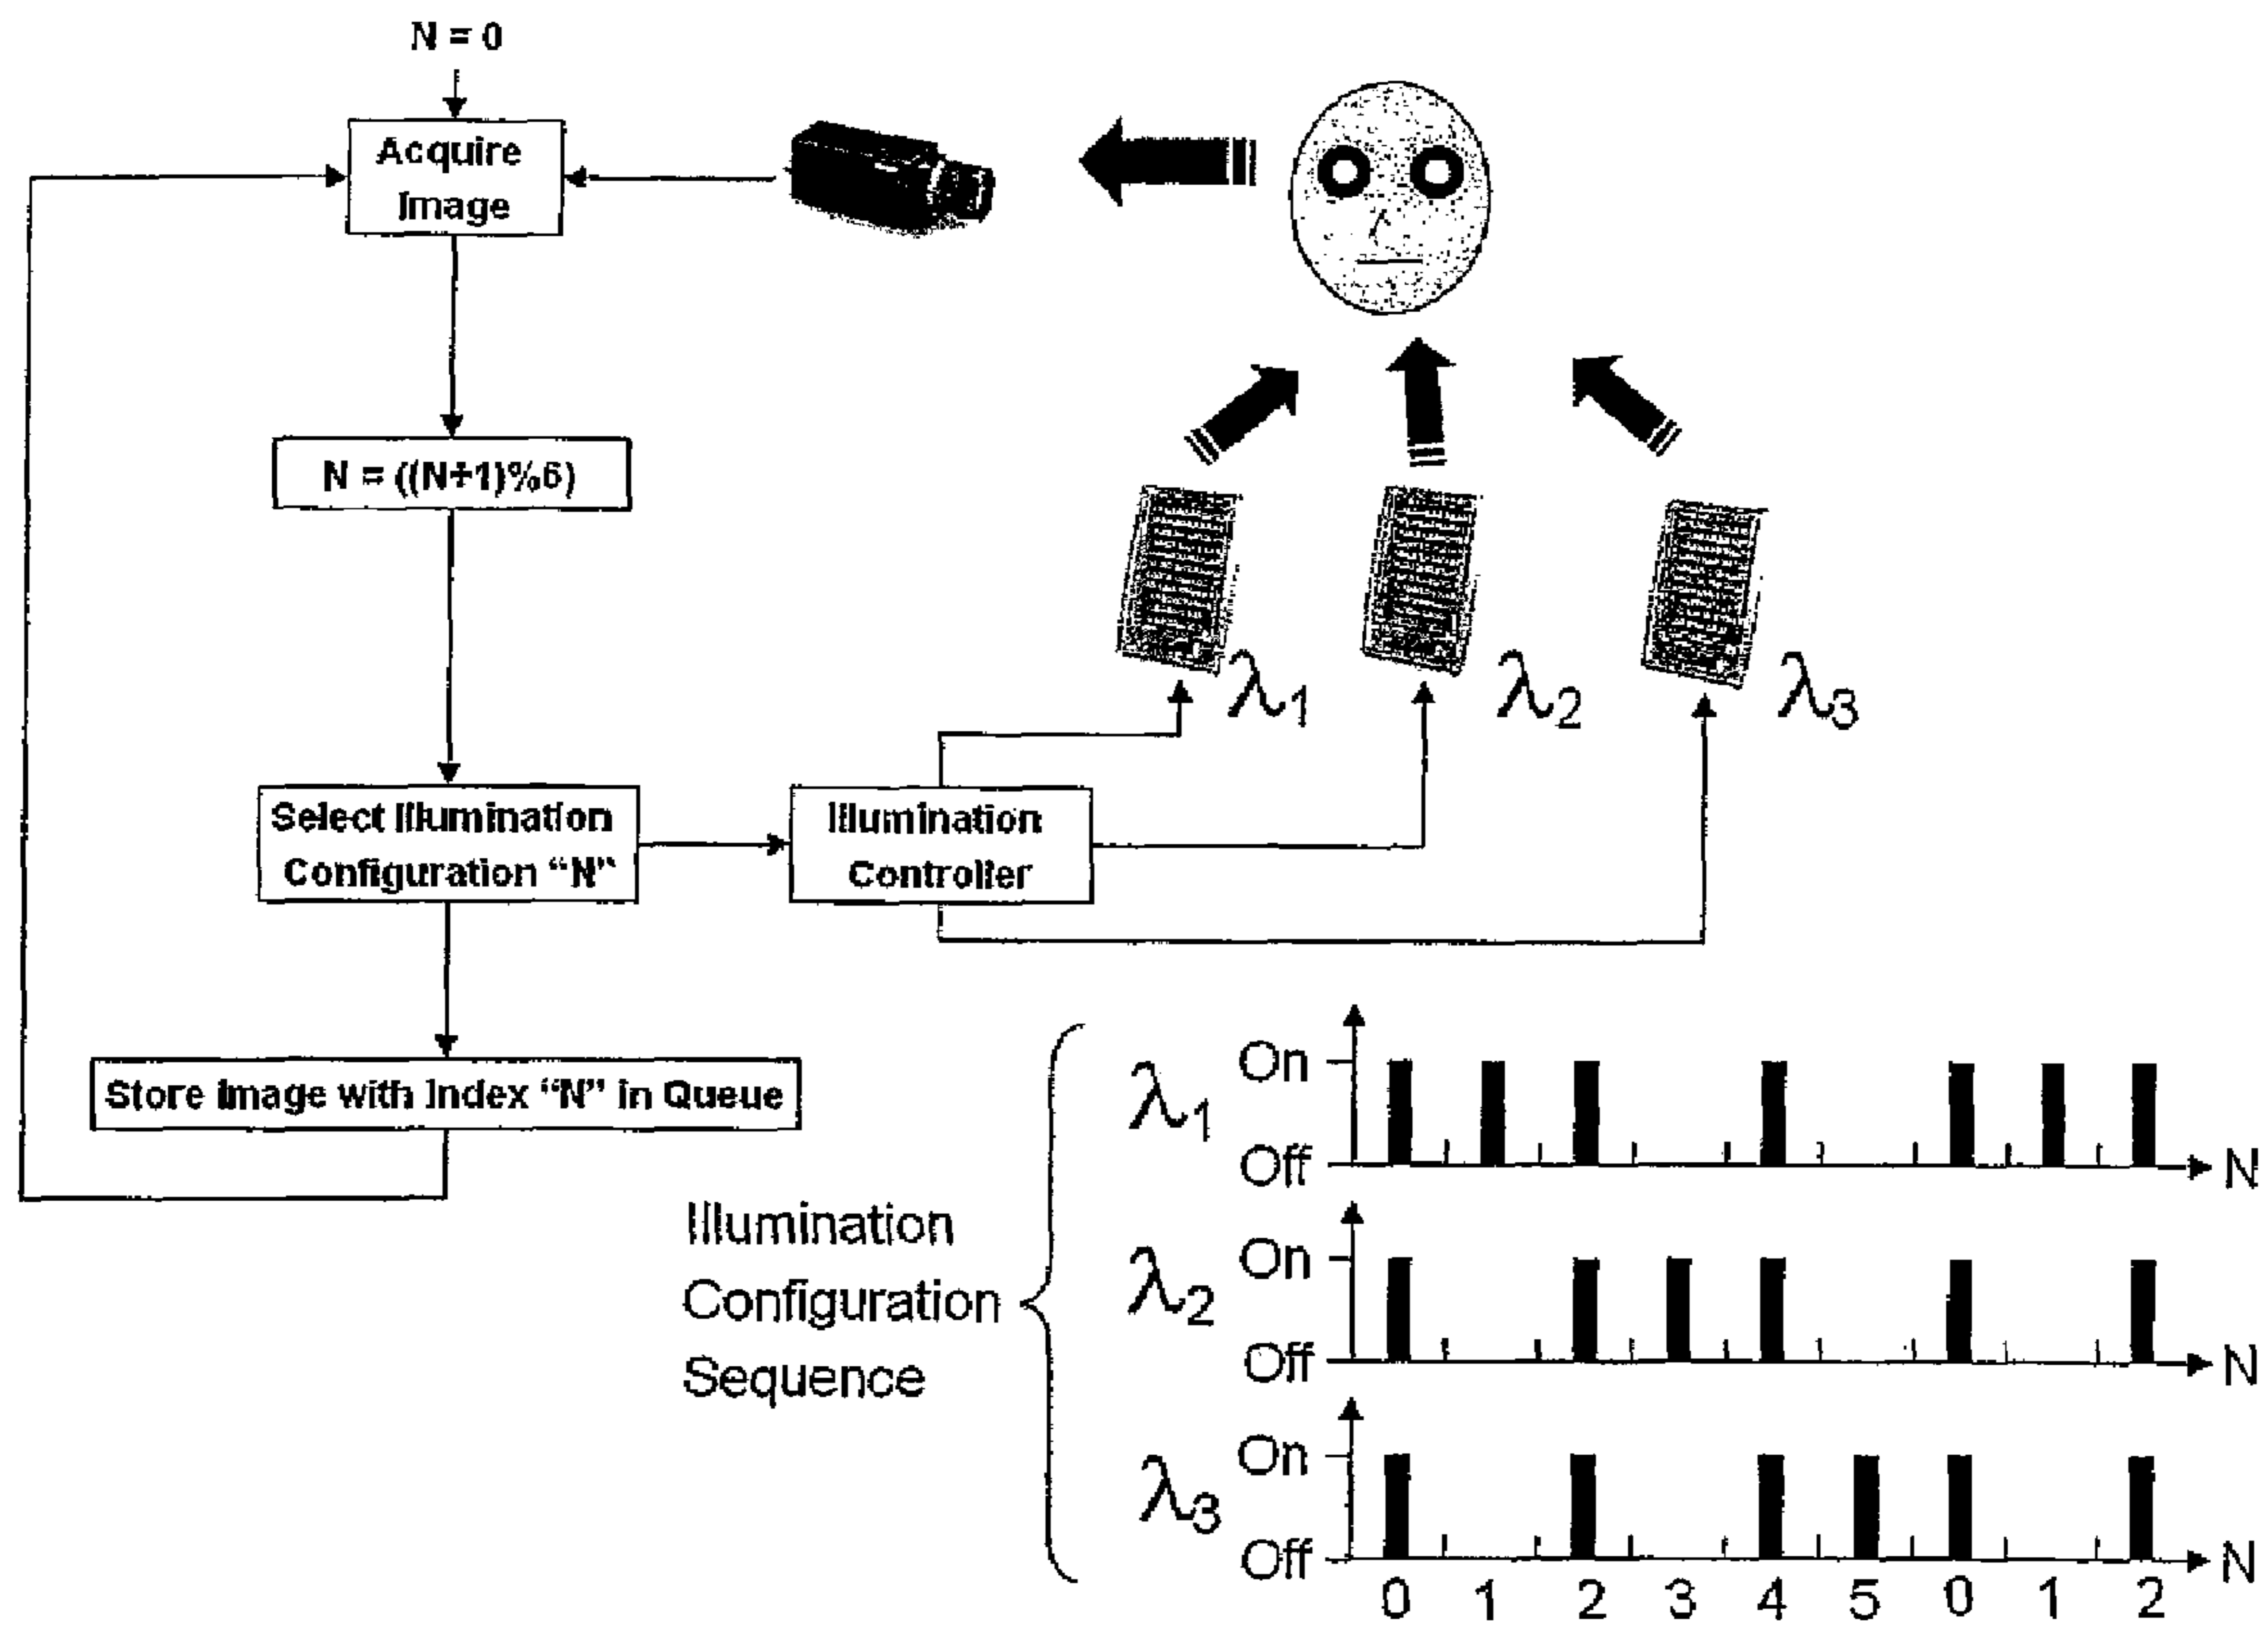 N = 0
Acquire
Image
N = ((N+1)%6)
Select Illumination
Configuration “N”
Illumination
Controller
Store Image with Index “N” in Queue
λ1
λ2
λ3
Illumination
Configuration
Sequence
λ1
On
Off
N
λ2
On
Off
N
λ3
On
Off
N
0 1 2 3 4 5 0 1 2